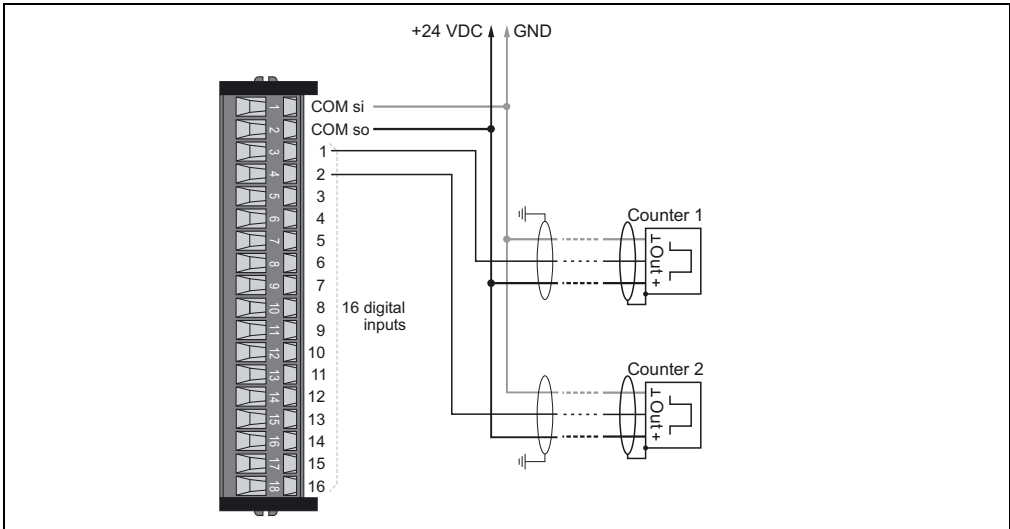 +24 VDC GND
1 COM si
2 COM so
3 1
4 2
5 3
6 4
7 5
8 6
9 7
10 8
11 9
12 10
13 11
14 12
15 13
16 14
17 15
18 16
16 digital
inputs
Counter 1
⊥ Out +
Counter 2
⊥ Out +